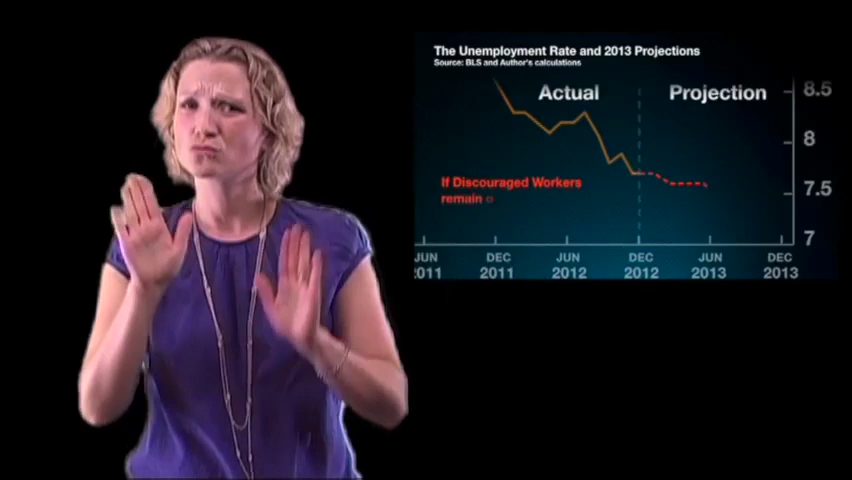 The Unemployment Rate and 2013 Projections
Source: BLS and Author's calculations
Actual
Projection
8.5
8
7.5
7
If Discouraged Workers
remain
JUN DEC JUN DEC JUN DEC
2011 2011 2012 2012 2013 2013